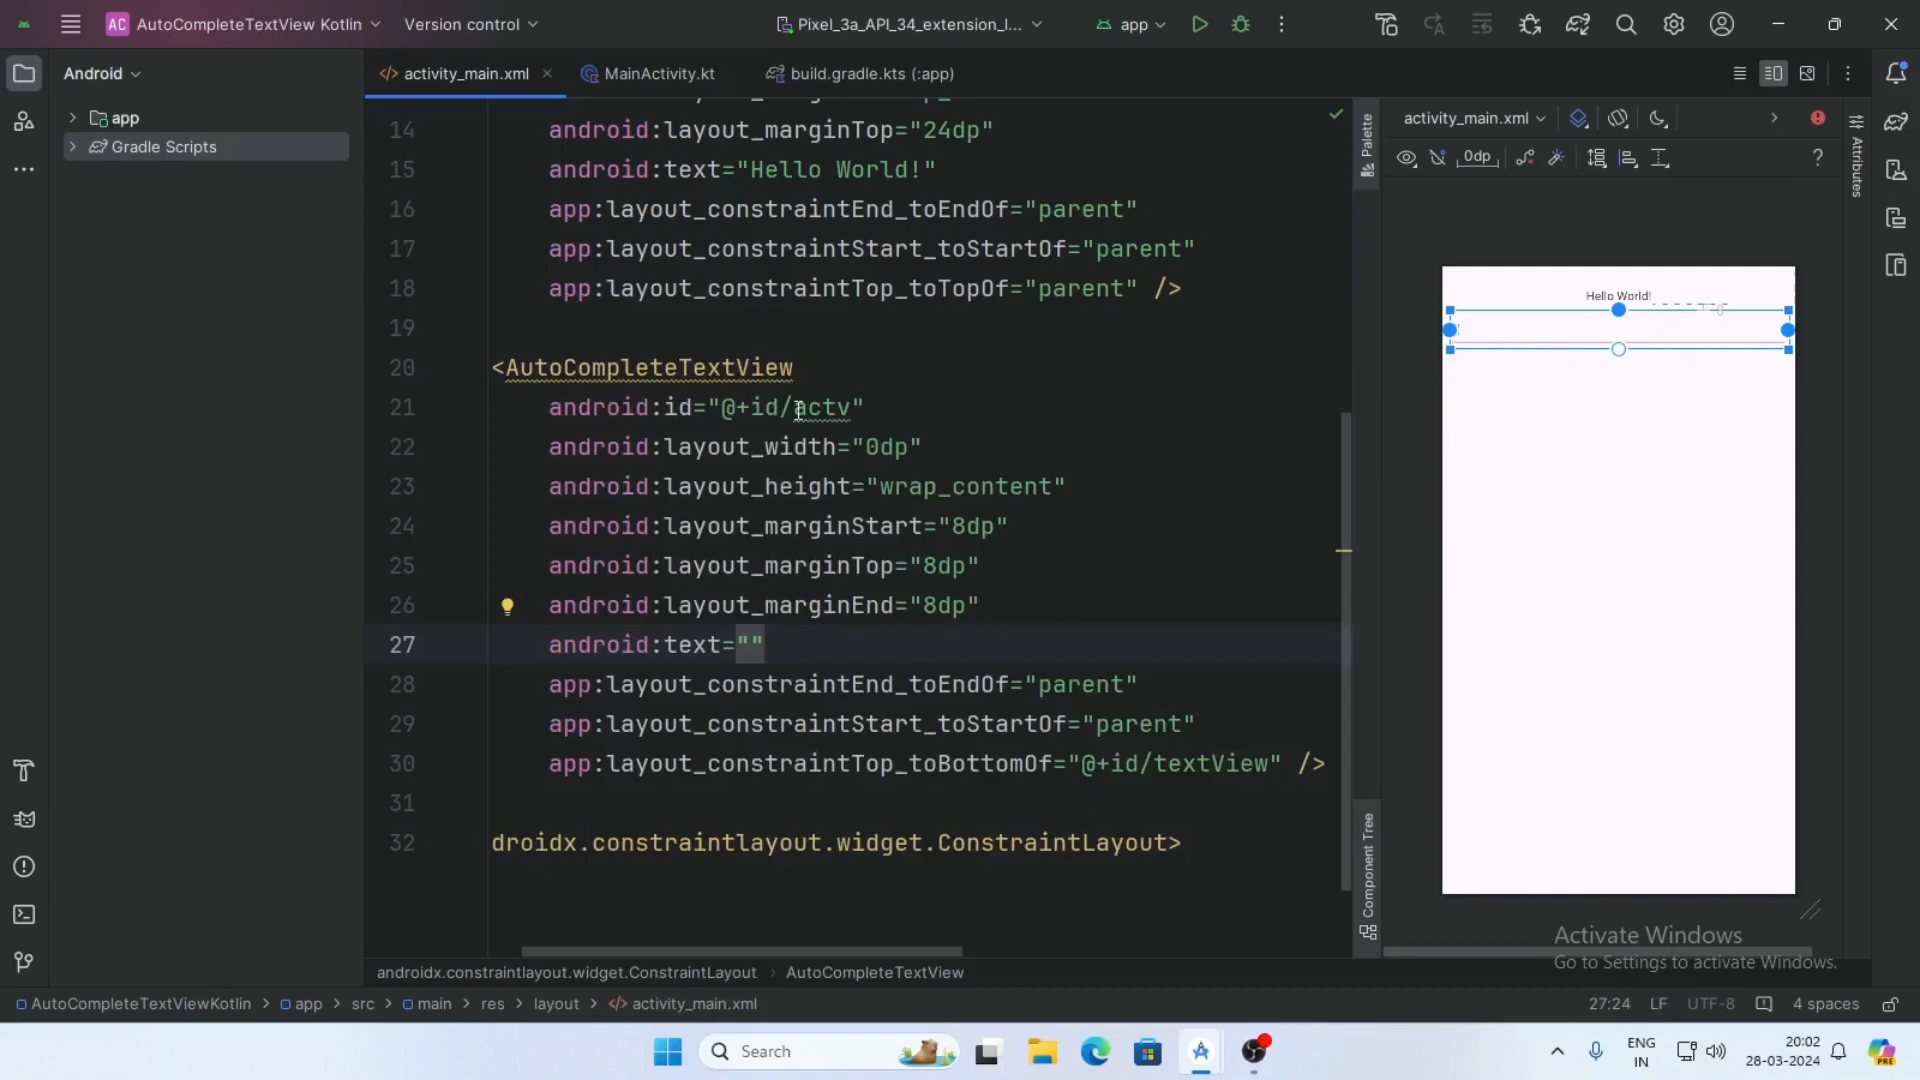 AC AutoCompleteTextView Kotlin Version control Pixel_3a_API_34_extension_l... app
Android activity_main.xml MainActivity.kt build.gradle.kts (:app)
app
Gradle Scripts
14 android:layout_marginTop="24dp"
15 android:text="Hello World!"
16 app:layout_constraintEnd_toEndOf="parent"
17 app:layout_constraintStart_toStartOf="parent"
18 app:layout_constraintTop_toTopOf="parent" />
19
20 <AutoCompleteTextView
21 android:id="@+id/actv"
22 android:layout_width="0dp"
23 android:layout_height="wrap_content"
24 android:layout_marginStart="8dp"
25 android:layout_marginTop="8dp"
26 android:layout_marginEnd="8dp"
27 android:text=""
28 app:layout_constraintEnd_toEndOf="parent"
29 app:layout_constraintStart_toStartOf="parent"
30 app:layout_constraintTop_toBottomOf="@+id/textView" />
31
32 droidx.constraintlayout.widget.ConstraintLayout>
Palette
Component Tree
activity_main.xml
0dp
?
Attributes
Hello World!
8
Activate Windows
Go to Settings to activate Windows.
androidx.constraintlayout.widget.ConstraintLayout > AutoCompleteTextView
AutoCompleteTextViewKotlin > app > src > main > res > layout > activity_main.xml
27:24 LF UTF-8 4 spaces
Search
ENG
IN
20:02
28-03-2024
PRE